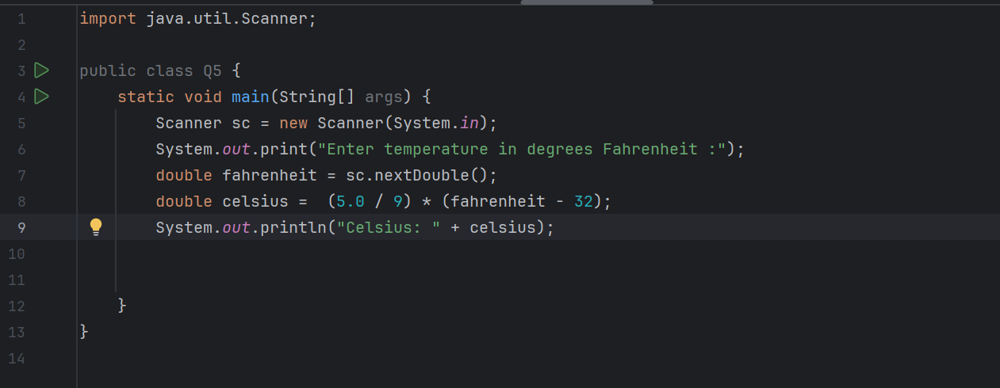 1 import java.util.Scanner;
2
3 public class Q5 {
4     static void main(String[] args) {
5         Scanner sc = new Scanner(System.in);
6         System.out.print("Enter temperature in degrees Fahrenheit :");
7         double fahrenheit = sc.nextDouble();
8         double celsius =  (5.0 / 9) * (fahrenheit - 32);
9         System.out.println("Celsius: " + celsius);
10
11
12     }
13 }
14